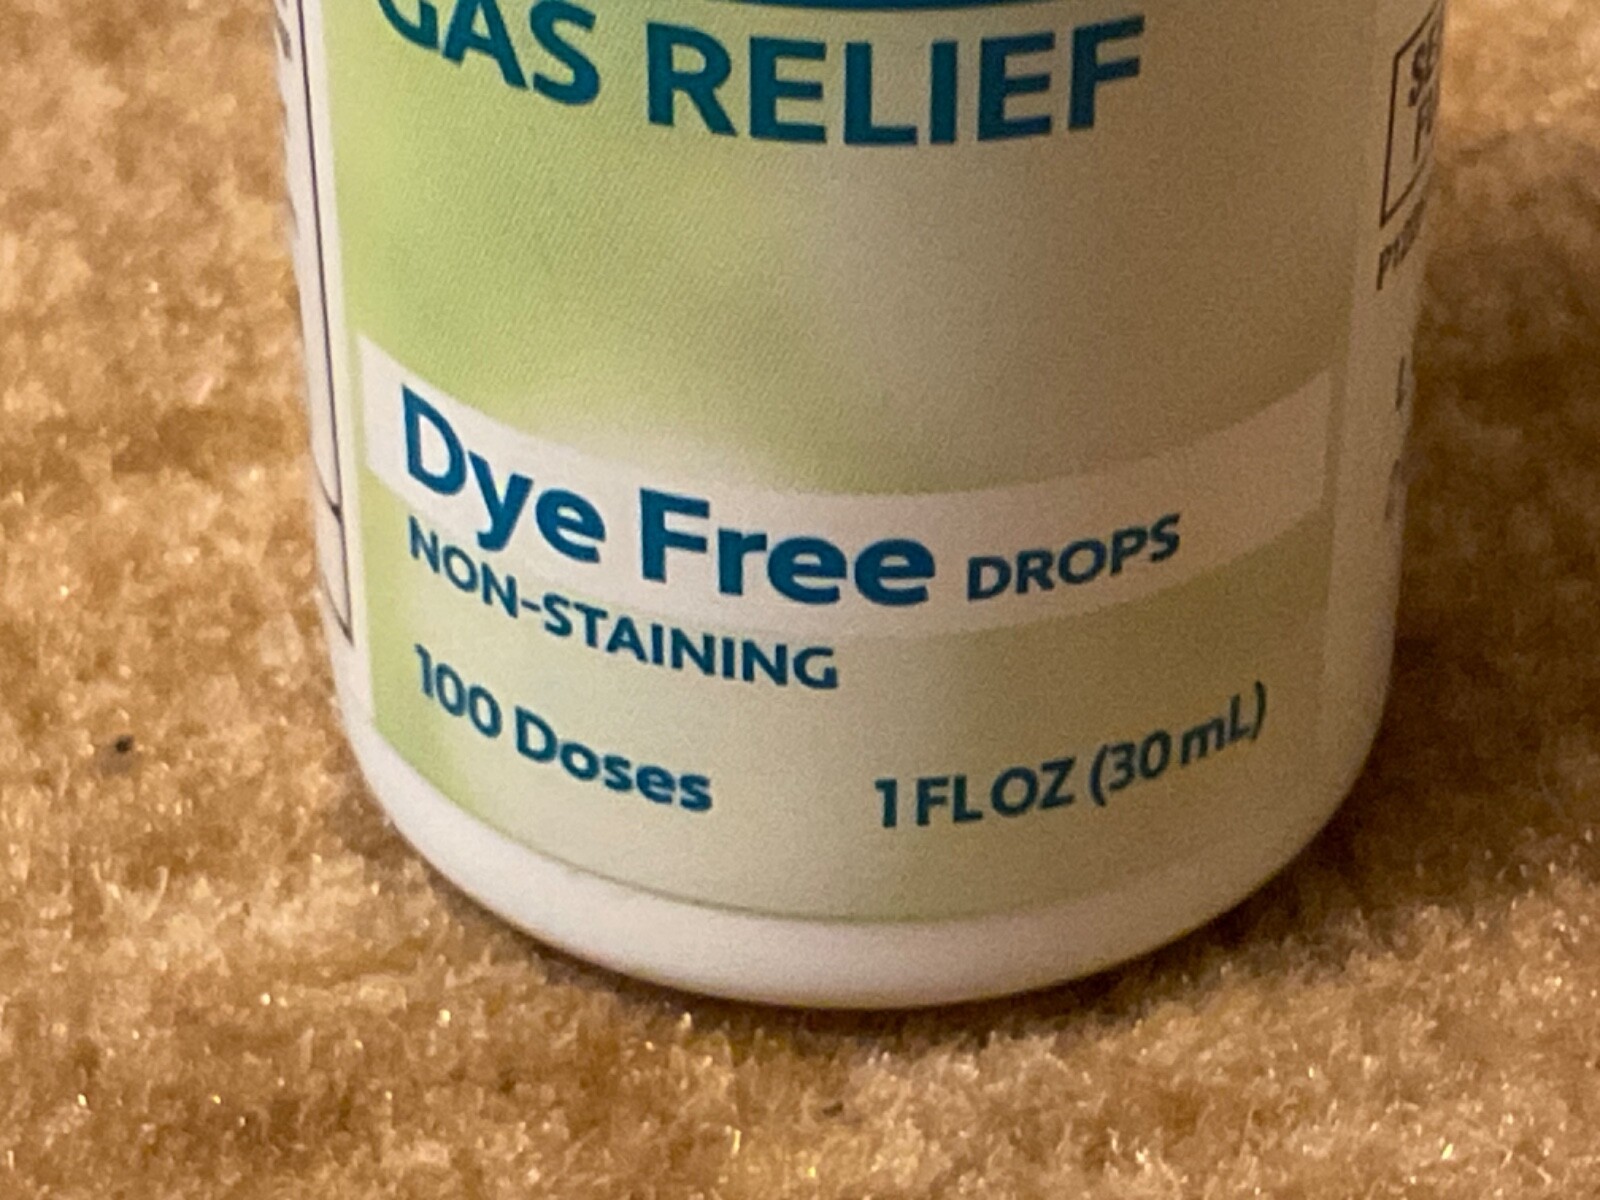 GAS RELIEF
Dye Free DROPS
NON-STAINING
100 Doses
1 FL OZ (30 mL)